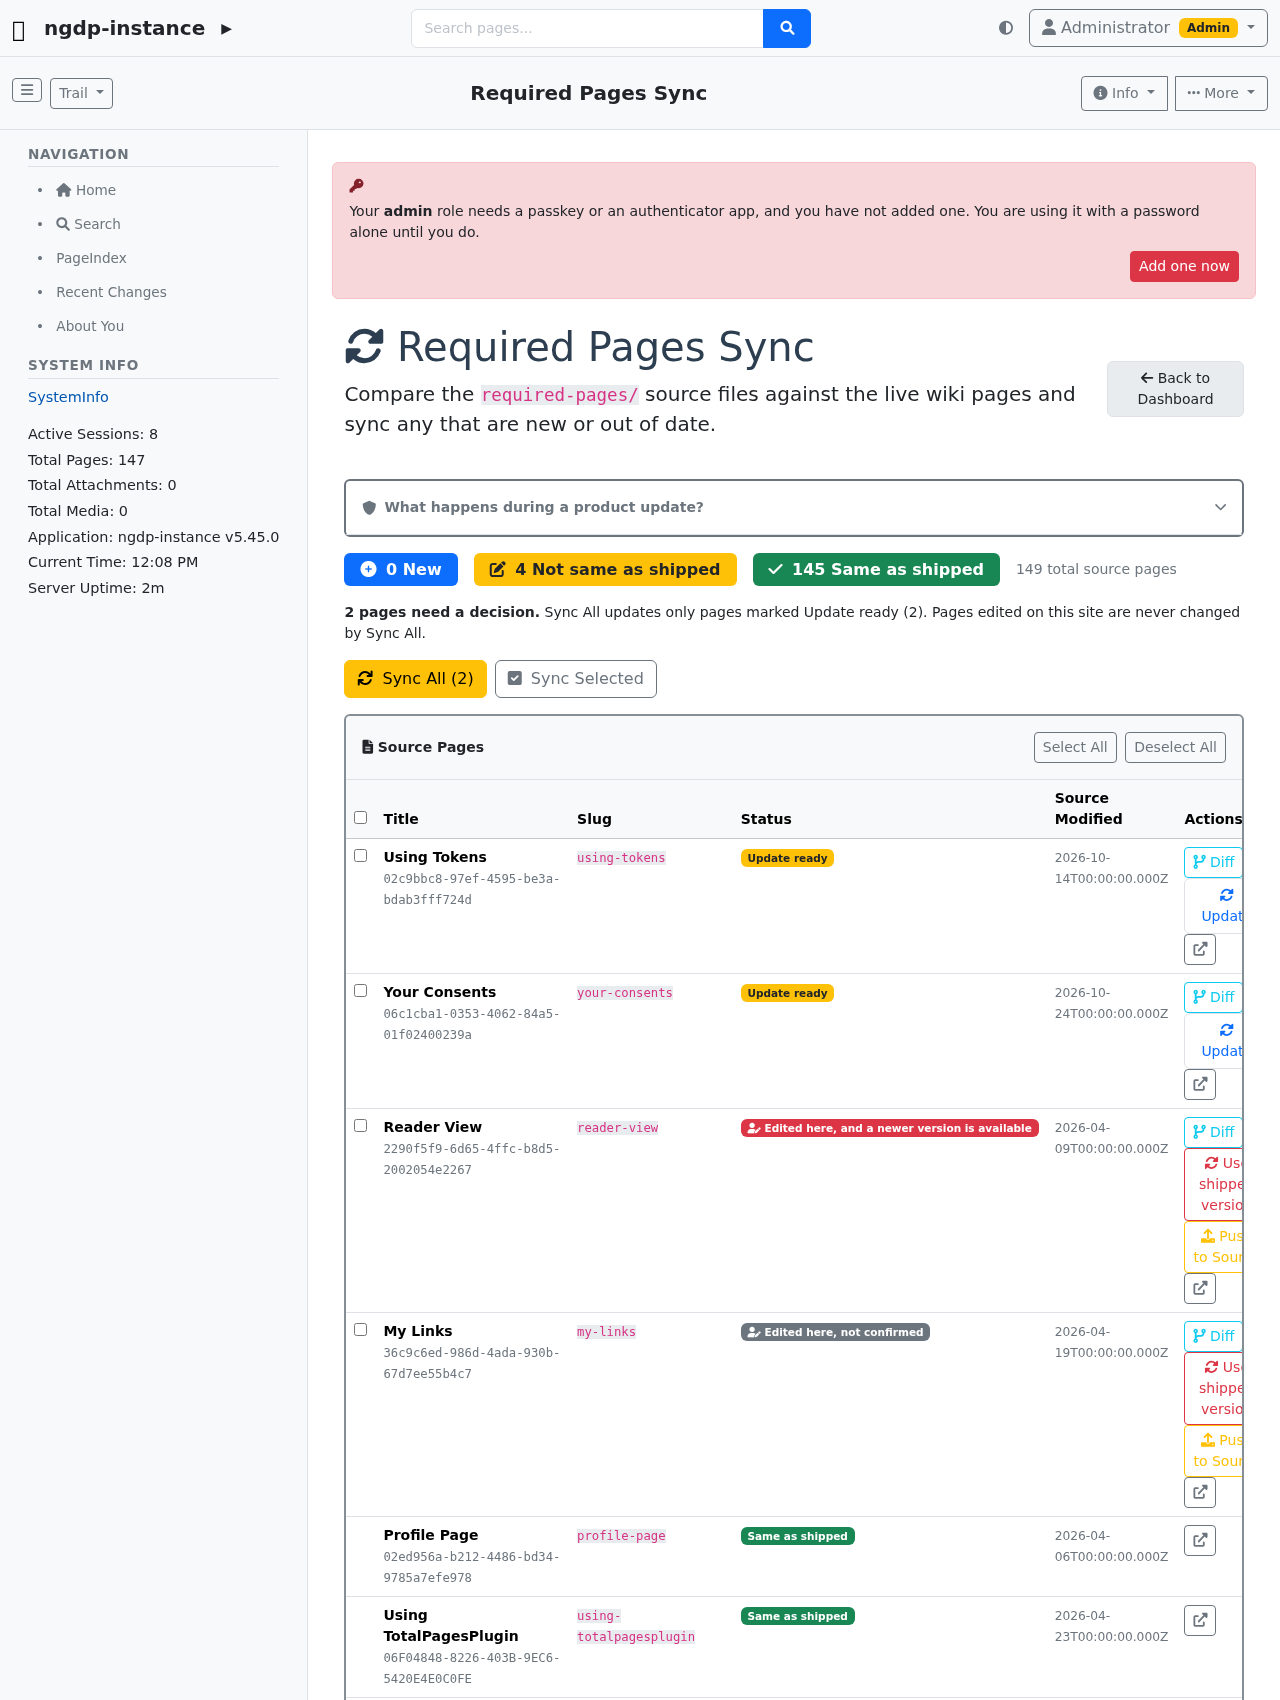 ngdp-instance ▶
Search pages...
Administrator Admin
Trail
Required Pages Sync
Info
More
NAVIGATION
• Home
• Search
• PageIndex
• Recent Changes
• About You
SYSTEM INFO
SystemInfo
Active Sessions: 8
Total Pages: 147
Total Attachments: 0
Total Media: 0
Application: ngdp-instance v5.45.0
Current Time: 12:08 PM
Server Uptime: 2m
Your admin role needs a passkey or an authenticator app, and you have not added one. You are using it with a password
alone until you do.
Add one now
Required Pages Sync
Compare the required-pages/ source files against the live wiki pages and
sync any that are new or out of date.
Back to
Dashboard
What happens during a product update?
0 New
4 Not same as shipped
145 Same as shipped
149 total source pages
2 pages need a decision. Sync All updates only pages marked Update ready (2). Pages edited on this site are never changed
by Sync All.
Sync All (2)
Sync Selected
Source Pages
Select All
Deselect All
Title
Slug
Status
Source
Modified
Actions
Using Tokens
02c9bbc8-97ef-4595-be3a-
bdab3fff724d
using-tokens
Update ready
2026-10-
14T00:00:00.000Z
Diff
Updat
Your Consents
06c1cba1-0353-4062-84a5-
01f02400239a
your-consents
Update ready
2026-10-
24T00:00:00.000Z
Diff
Updat
Reader View
2290f5f9-6d65-4ffc-b8d5-
2002054e2267
reader-view
Edited here, and a newer version is available
2026-04-
09T00:00:00.000Z
Diff
Us
shippe
versio
Pus
to Sour
My Links
36c9c6ed-986d-4ada-930b-
67d7ee55b4c7
my-links
Edited here, not confirmed
2026-04-
19T00:00:00.000Z
Diff
Us
shippe
versio
Pus
to Sour
Profile Page
02ed956a-b212-4486-bd34-
9785a7efe978
profile-page
Same as shipped
2026-04-
06T00:00:00.000Z
Using
TotalPagesPlugin
06F04848-8226-403B-9EC6-
5420E4E0C0FE
using-
totalpagesplugin
Same as shipped
2026-04-
23T00:00:00.000Z